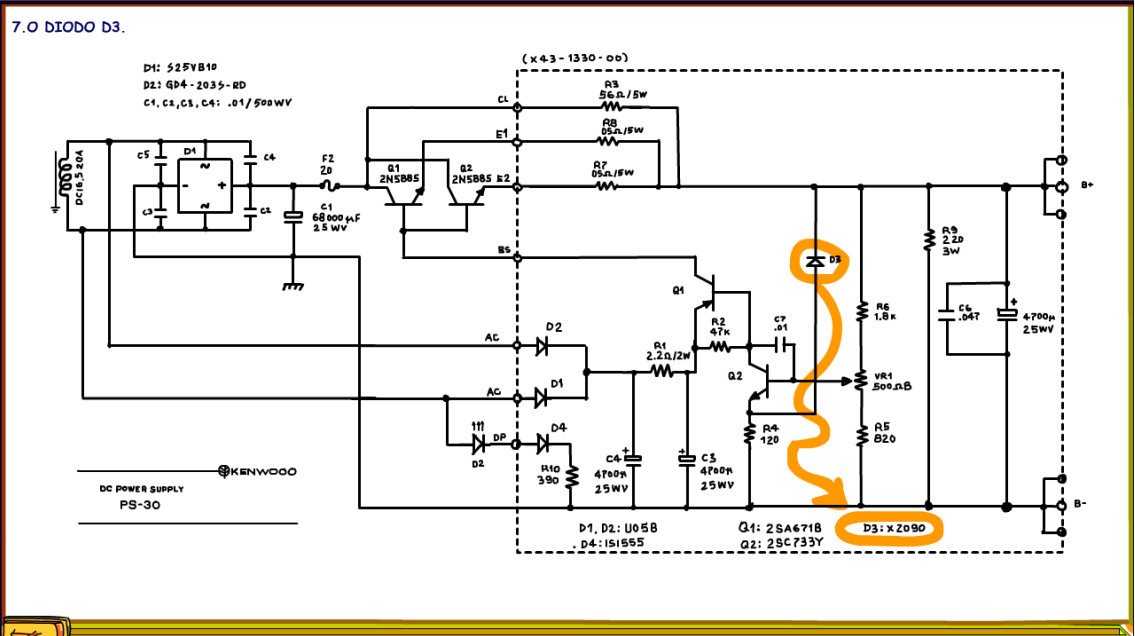 7.O DIODO D3.
(x43-1330-00)
D1: S25VB10
D2: GD4-203S-RD
C1,C2,C3,C4: .01/500WV
CL
R3
56Ω/5W
E1
R8
05Ω/5W
E2
R7
05Ω/5W
DC16,5 20A
C5
D1
C4
~
-
+
~
C3
C2
F2
20
C1
68000µF
25WV
Q1
2N5885
Q2
2N5885
B+
BS
Q1
D3
R9
220
3W
R6
1.8K
C6
.047
+
4700µ
25WV
R2
47K
C7
.01
AC
D2
R1
2.2Ω/2W
Q2
VR1
500ΩB
AC
D1
D2
DP
D4
R10
390
+
C4
4700µ
25WV
+
C3
4700µ
25WV
R4
120
R5
820
B-
KENWOOD
DC POWER SUPPLY
PS-30
D1,D2: U05B
.D4:1S1555
Q1: 2SA671B
Q2: 2SC733Y
D3: X2090